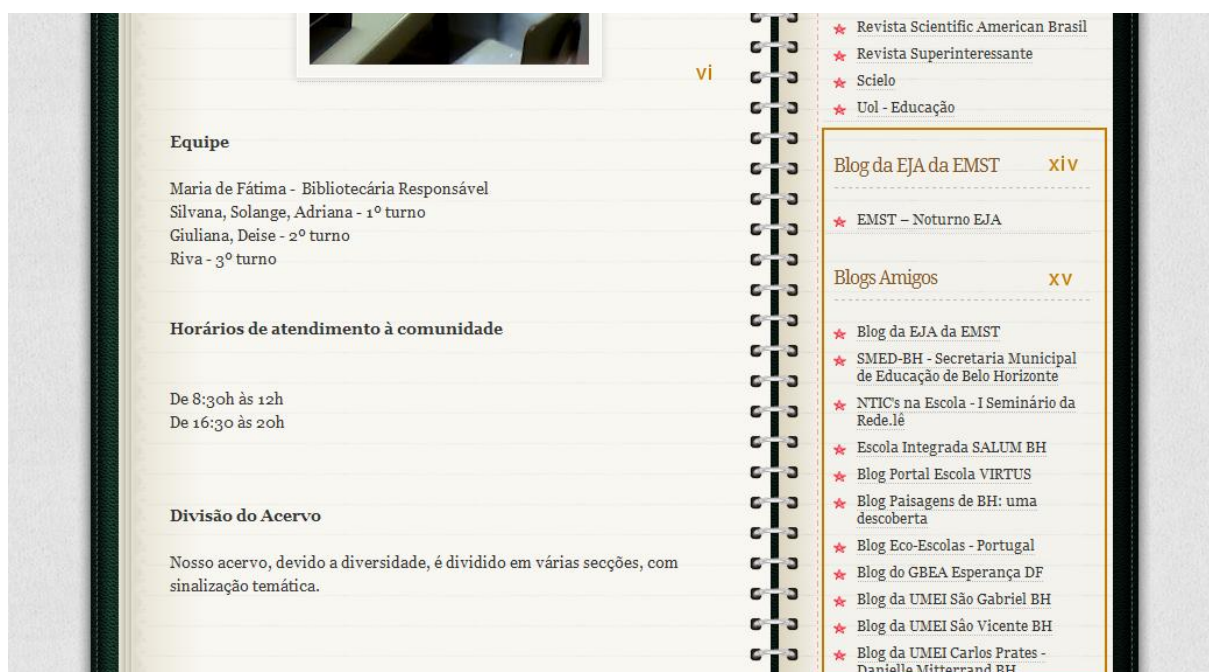 vi
Equipe
Maria de Fátima - Bibliotecária Responsável
Silvana, Solange, Adriana - 1º turno
Giuliana, Deise - 2º turno
Riva - 3º turno
Horários de atendimento à comunidade
De 8:30h às 12h
De 16:30 às 20h
Divisão do Acervo
Nosso acervo, devido a diversidade, é dividido em várias secções, com
sinalização temática.
Revista Scientific American Brasil
Revista Superinteressante
Scielo
Uol - Educação
Blog da EJA da EMST xiv
EMST – Noturno EJA
Blogs Amigos xv
Blog da EJA da EMST
SMED-BH - Secretaria Municipal
de Educação de Belo Horizonte
NTIC's na Escola - I Seminário da
Rede.lê
Escola Integrada SALUM BH
Blog Portal Escola VIRTUS
Blog Paisagens de BH: uma
descoberta
Blog Eco-Escolas - Portugal
Blog do GBEA Esperança DF
Blog da UMEI São Gabriel BH
Blog da UMEI Sâo Vicente BH
Blog da UMEI Carlos Prates -
Danielle Mitterrand BH